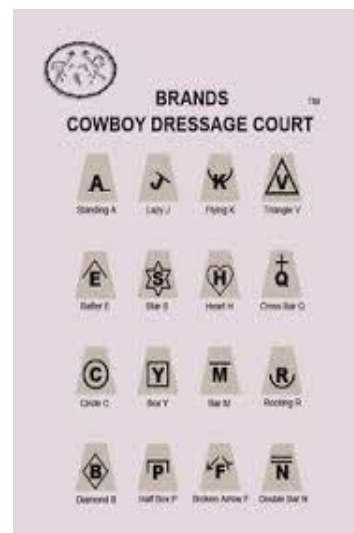 BRANDS
TM
COWBOY DRESSAGE COURT
A J K V
Standing A Lazy J Flying K Triangle V
E S H Q
Rafter E Star S Heart H Cross Bar Q
C Y M R
Circle C Box Y Bar M Rocking R
B P F N
Diamond B Half Box P Broken Arrow F Double Bar N